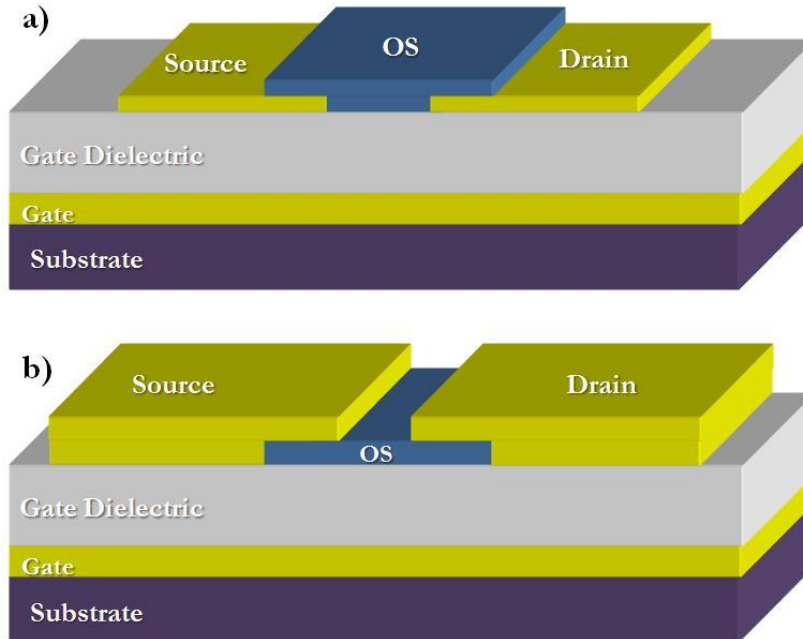 a)
Source
OS
Drain
Gate Dielectric
Gate
Substrate
b)
Source
Drain
OS
Gate Dielectric
Gate
Substrate